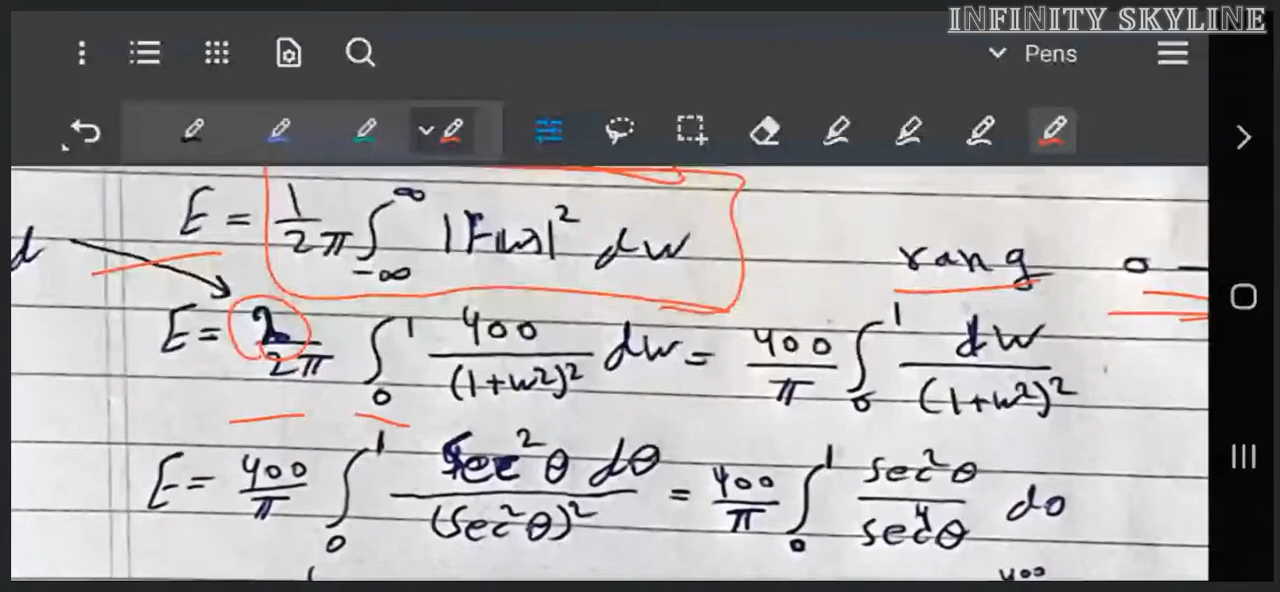 INFINITY SKYLINE
Pens
E = 1/2π ∫_{-∞}^{∞} |F(w)|² dw
rang 0 —
d
E = 2/2π ∫_0^1 400/(1+w²)² dw = 400/π ∫_0^1 dw/(1+w²)²
E = 400/π ∫_0^1 sec²θ dθ/(sec²θ)² = 400/π ∫_0^1 sec²θ/sec⁴θ dθ